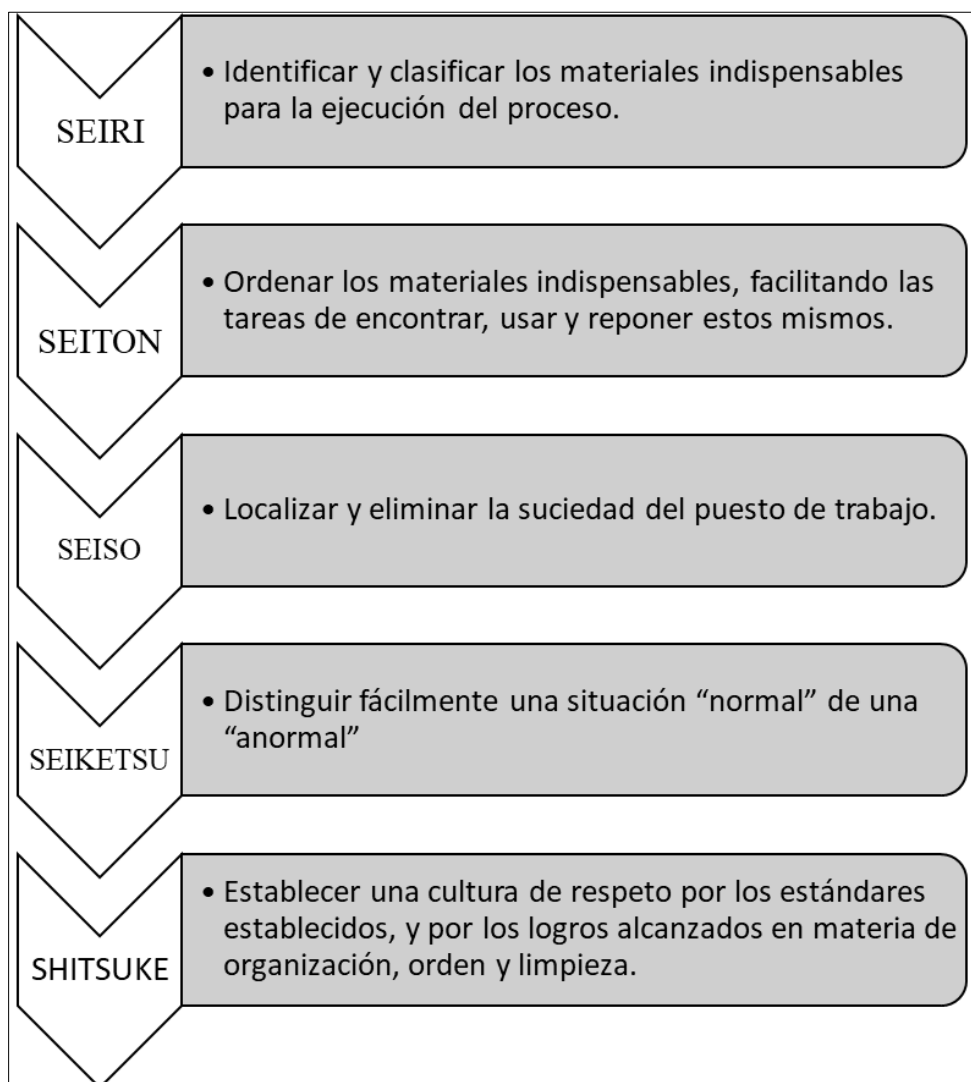 SEIRI
• Identificar y clasificar los materiales indispensables
para la ejecución del proceso.
SEITON
• Ordenar los materiales indispensables, facilitando las
tareas de encontrar, usar y reponer estos mismos.
SEISO
• Localizar y eliminar la suciedad del puesto de trabajo.
SEIKETSU
• Distinguir fácilmente una situación “normal” de una
“anormal”
SHITSUKE
• Establecer una cultura de respeto por los estándares
establecidos, y por los logros alcanzados en materia de
organización, orden y limpieza.